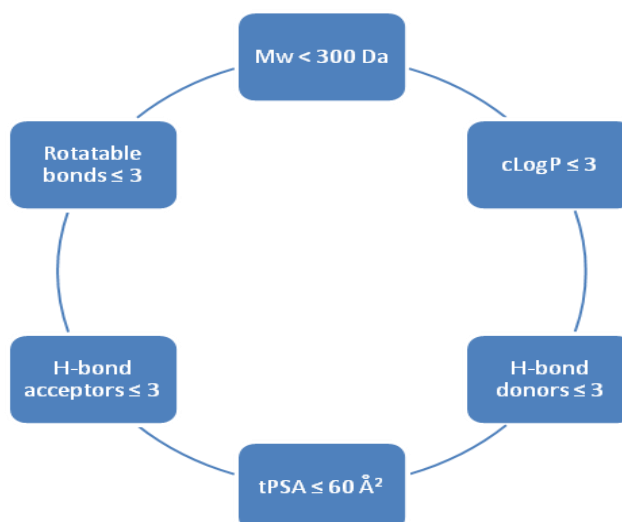 Mw < 300 Da
cLogP ≤ 3
H-bond
donors ≤ 3
tPSA ≤ 60 Å²
H-bond
acceptors ≤ 3
Rotatable
bonds ≤ 3